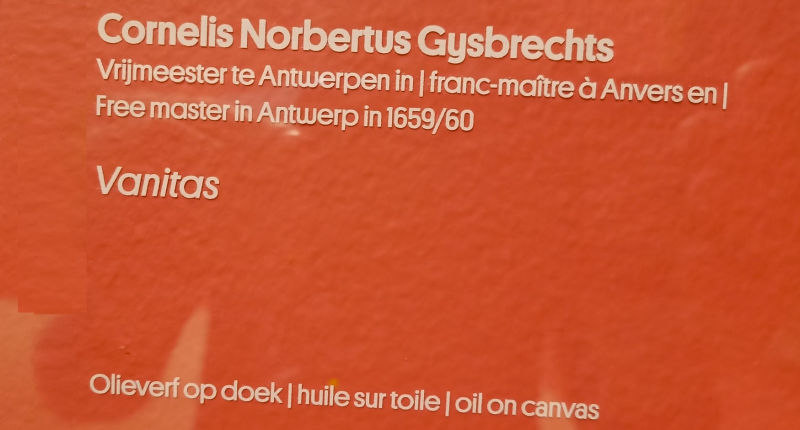 Cornelis Norbertus Gysbrechts
Vrijmeester te Antwerpen in | franc-maître à Anvers en |
Free master in Antwerp in 1659/60
Vanitas
Olieverf op doek | huile sur toile | oil on canvas